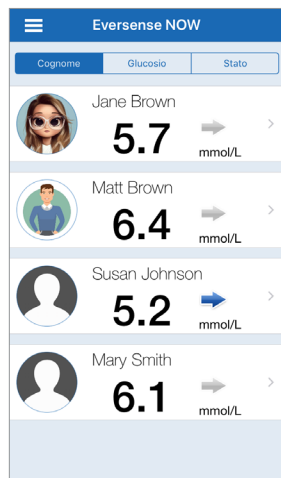 Eversense NOW
Cognome Glucosio Stato
Jane Brown
5.7
mmol/L
Matt Brown
6.4
mmol/L
Susan Johnson
5.2
mmol/L
Mary Smith
6.1
mmol/L